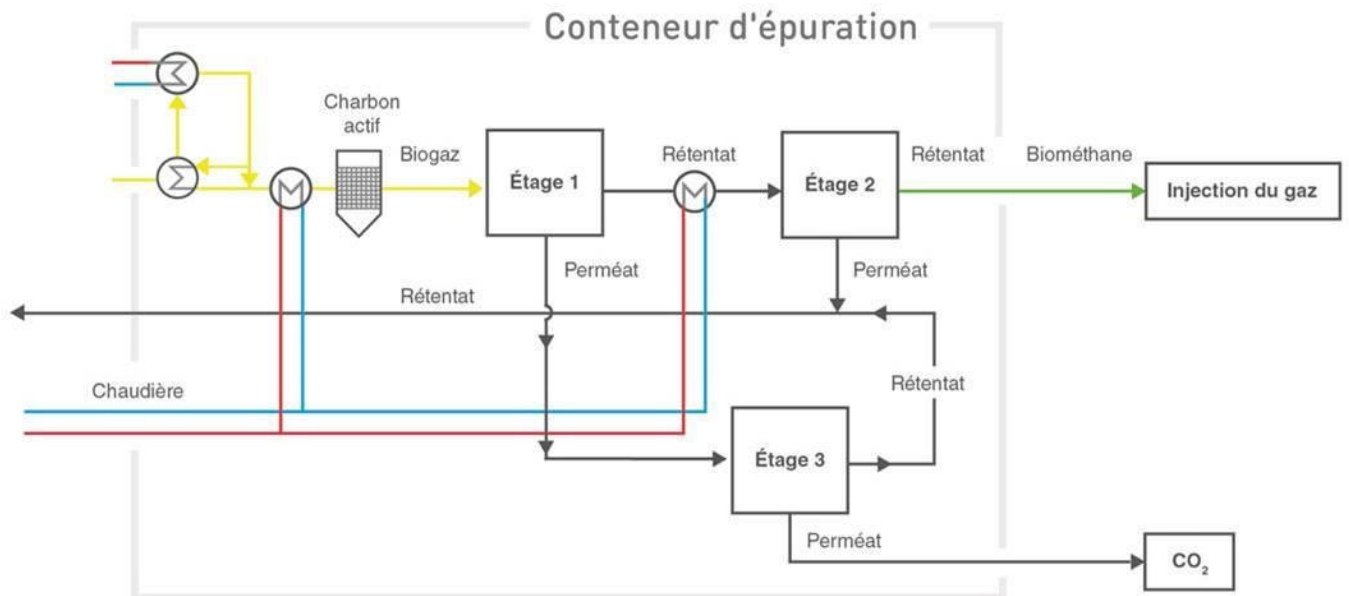 Conteneur d'épuration
Charbon
actif
Biogaz
Étage 1
Rétentat
Étage 2
Rétentat
Biométhane
Injection du gaz
Perméat
Perméat
Rétentat
Chaudière
Rétentat
Étage 3
Perméat
CO₂